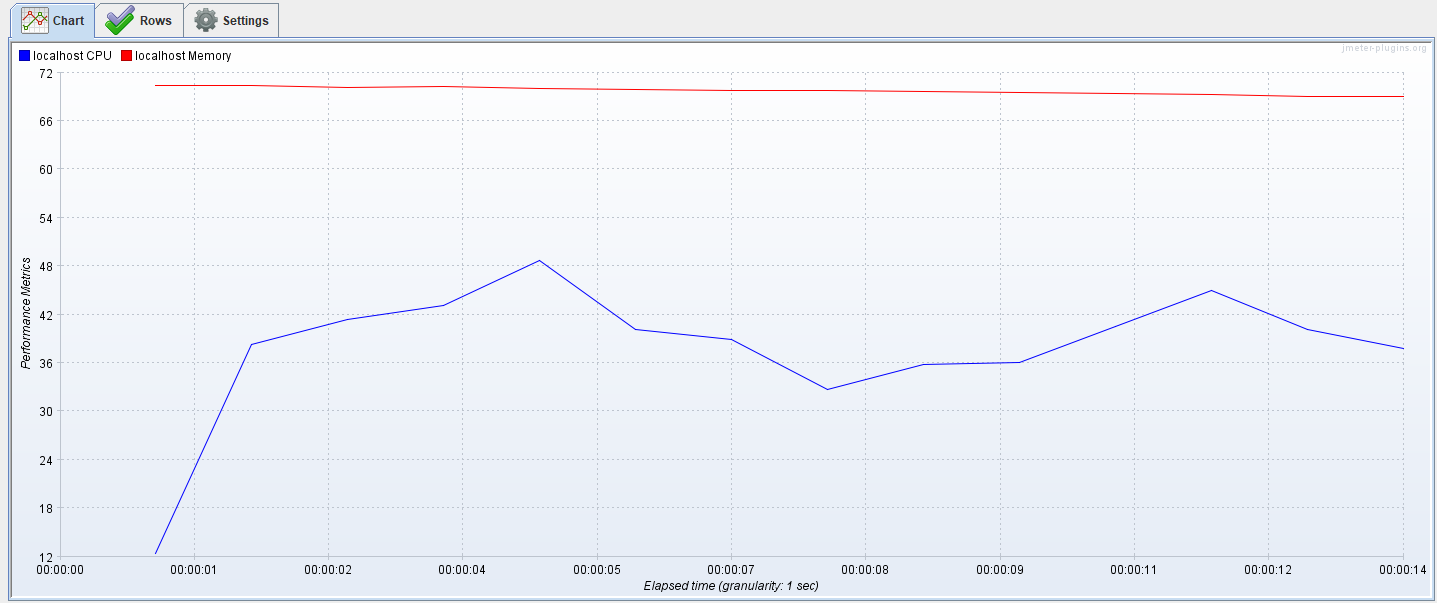 Chart Rows Settings
localhost CPU localhost Memory
jmeter-plugins.org
72
66
60
54
48
42
36
30
24
18
12
Performance Metrics
00:00:00 00:00:01 00:00:02 00:00:04 00:00:05 00:00:07 00:00:08 00:00:09 00:00:11 00:00:12 00:00:14
Elapsed time (granularity: 1 sec)